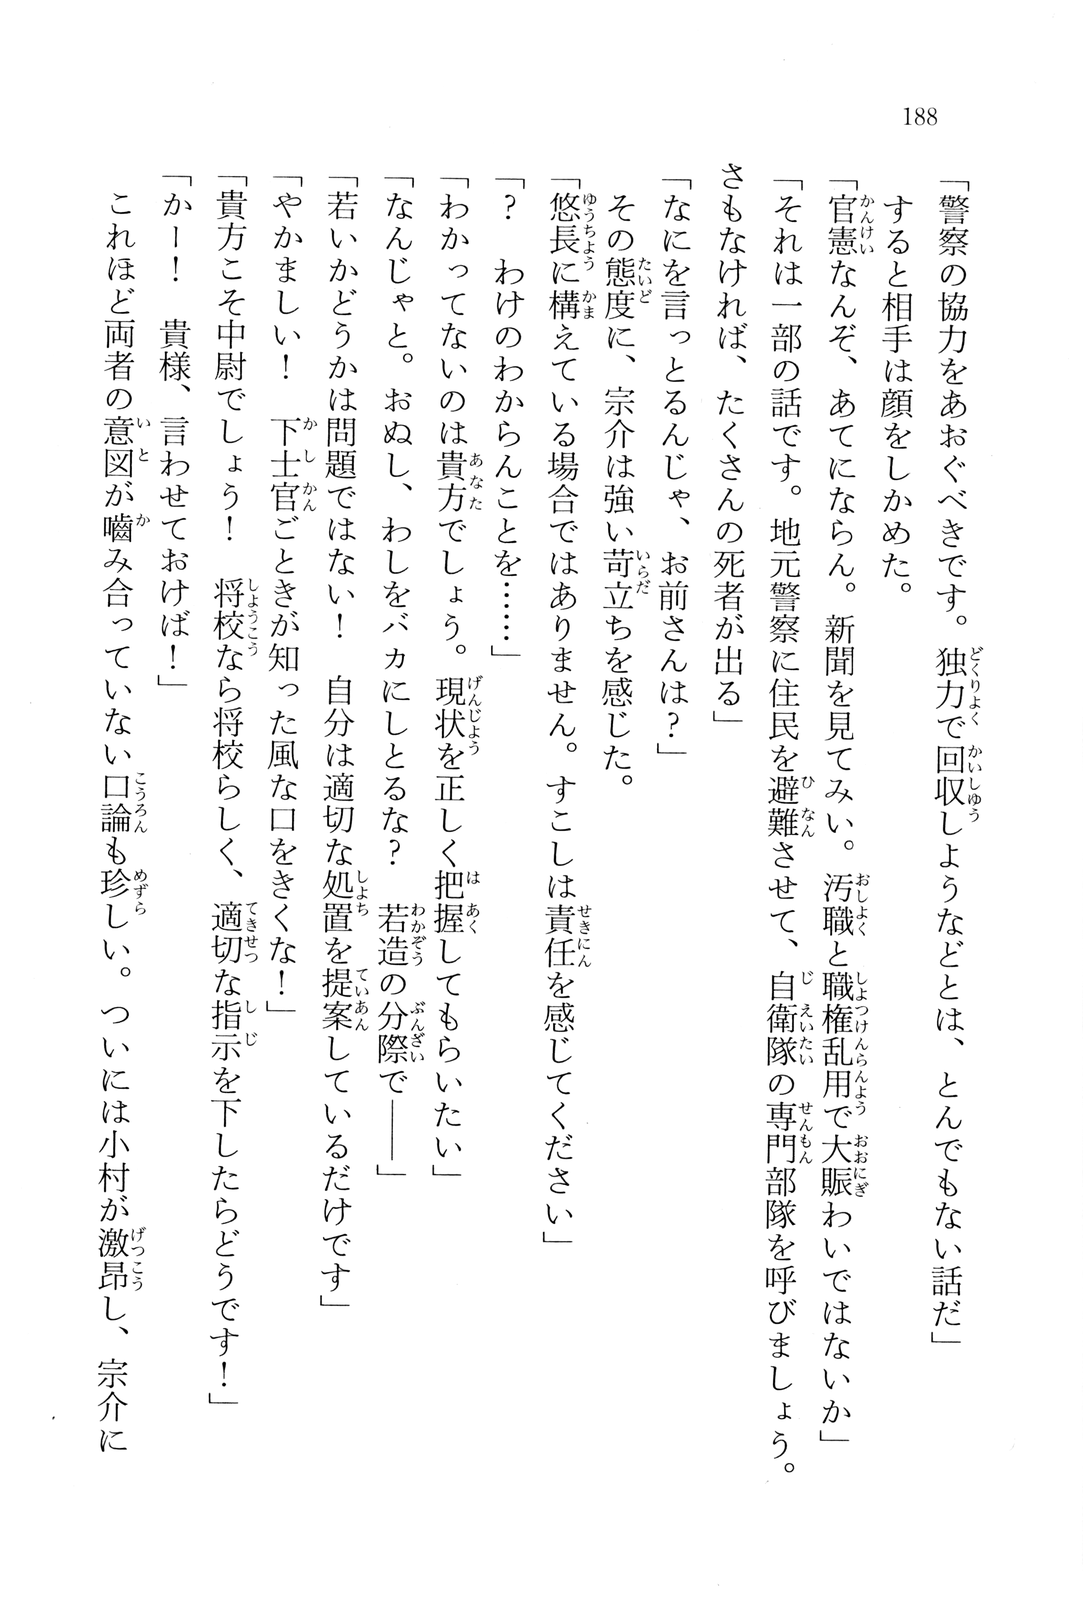 188
「警察の協力をあおぐべきです。独力で回収しようなどとは、とんでもない話だ」
すると相手は顔をしかめた。
「官憲なんぞ、あてにならん。新聞を見てみい。汚職と職権乱用で大賑わいではないか」
「それは一部の話です。地元警察に住民を避難させて、自衛隊の専門部隊を呼びましょう。
さもなければ、たくさんの死者が出る」
「なにを言っとるんじゃ、お前さんは？」
その態度に、宗介は強い苛立ちを感じた。
「悠長に構えている場合ではありません。すこしは責任を感じてください」
「？　わけのわからんことを……」
「わかってないのは貴方でしょう。現状を正しく把握してもらいたい」
「なんじゃと。おぬし、わしをバカにしとるな？　若造の分際で――」
「若いかどうかは問題ではない！　自分は適切な処置を提案しているだけです」
「やかましい！　下士官ごときが知った風な口をきくな！」
「貴方こそ中尉でしょう！　将校なら将校らしく、適切な指示を下したらどうです！」
「かー！　貴様、言わせておけば！」
これほど両者の意図が嚙み合っていない口論も珍しい。ついには小村が激昂し、宗介に